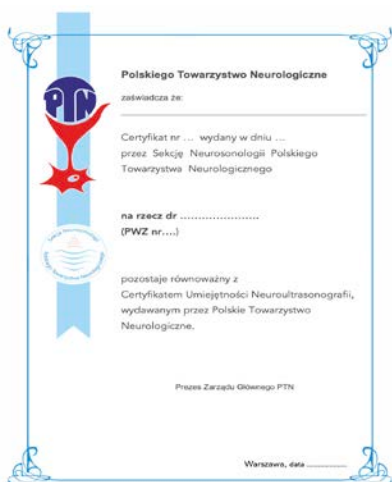 PTN
Polskiego Towarzystwo Neurologiczne
zaświadcza że:
Certyfikat nr ... wydany w dniu ...
przez Sekcję Neurosonologii Polskiego
Towarzystwa Neurologicznego
na rzecz dr ......................
(PWZ nr....)
pozostaje równoważny z
Certyfikatem Umiejętności Neuroultrasonografii,
wydawanym przez Polskie Towarzystwo
Neurologiczne.
Prezes Zarządu Głównego PTN
Warszawa, data ..............